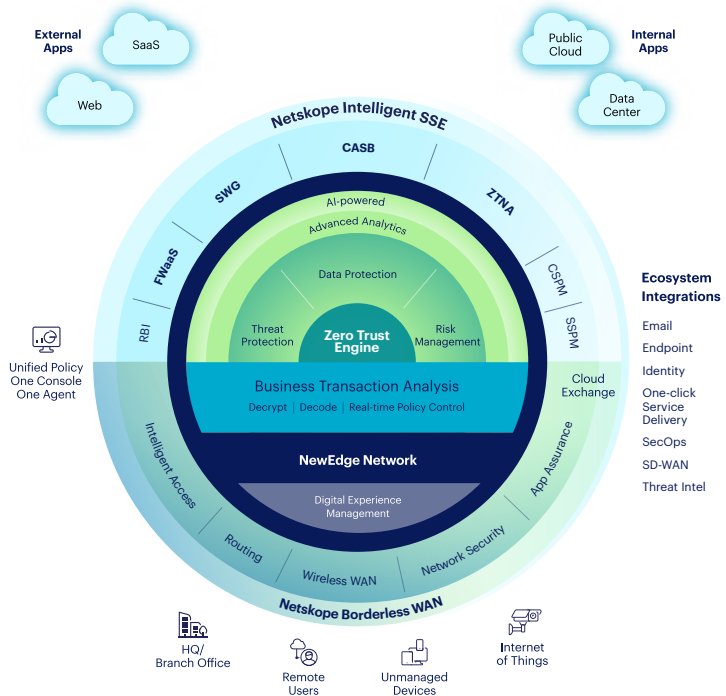 External
Apps
SaaS
Web
Public
Cloud
Internal
Apps
Data
Center
Netskope Intelligent SSE
RBI
FWaaS
SWG
CASB
ZTNA
CSPM
SSPM
AI-powered
Advanced Analytics
Data Protection
Threat
Protection
Zero Trust
Engine
Risk
Management
Business Transaction Analysis
Decrypt | Decode | Real-time Policy Control
NewEdge Network
Digital Experience
Management
Cloud
Exchange
Intelligent Access
Routing
Wireless WAN
Network Security
App Assurance
Netskope Borderless WAN
Unified Policy
One Console
One Agent
Ecosystem
Integrations
Email
Endpoint
Identity
One-click
Service
Delivery
SecOps
SD-WAN
Threat Intel
HQ/
Branch Office
Remote
Users
Unmanaged
Devices
Internet
of Things